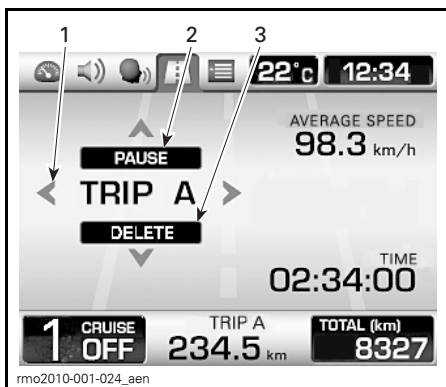 1 2 3
22°c 12:34
AVERAGE SPEED
98.3 km/h
PAUSE
TRIP A
DELETE
TIME
02:34:00
1 CRUISE OFF
TRIP A
234.5 km
TOTAL (km)
8327
rmo2010-001-024_aen